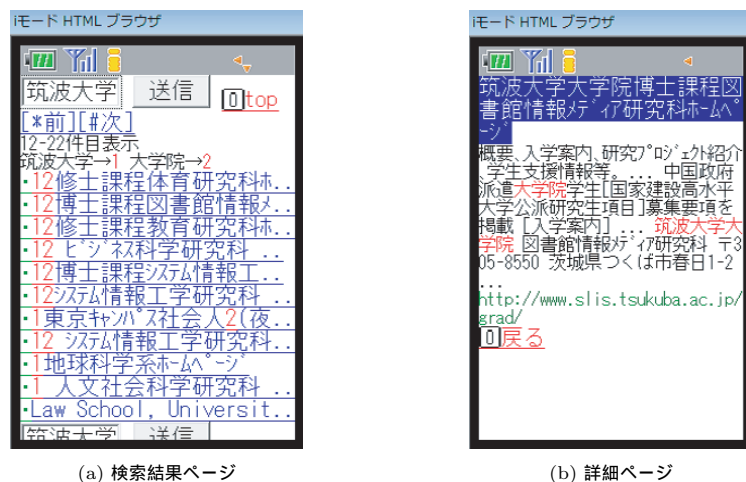 iモード HTML ブラウザ
筑波大学 送信 0top
[*前][#次]
12-22件目表示
筑波大学→1 大学院→2
・12修士課程体育研究科ホ..
・12博士課程図書館情報メ..
・12修士課程教育研究科ホ..
・12 ビジネス科学研究科 ..
・12博士課程システム情報工..
・12システム情報工学研究科 ..
・1東京キャンパス社会人2(夜..
・12 システム情報工学研究科..
・1地球科学系ホームページ
・1 人文社会科学研究科 ..
・Law School, Universit..
筑波大学 送信
(a) 検索結果ページ
iモード HTML ブラウザ
筑波大学大学院博士課程図
書館情報メディア研究科ホームペ
ージ
概要、入学案内、研究プロジェクト紹介
、学生支援情報等。 ... 中国政府
派遣大学院学生[国家建設高水平
大学公派研究生項目]募集要項を
掲載 [入学案内] ... 筑波大学大
学院 図書館情報メディア研究科 〒3
05-8550 茨城県つくば市春日1-2
...
http://www.slis.tsukuba.ac.jp/
grad/
0戻る
(b) 詳細ページ